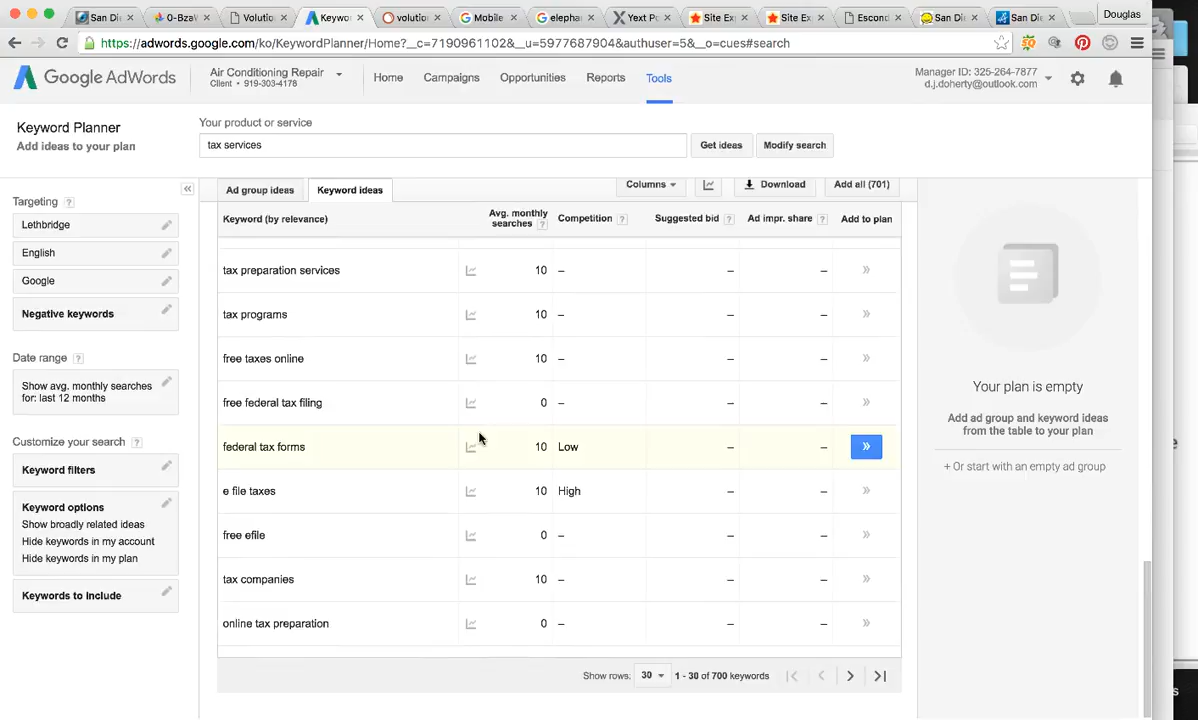 San Di
0-BzaV
Volutio
Keywo
volutio
Mobile
elepha
Yext Po
Site Ex
Site Ex
Escond
San Di
San Die
Douglas
https://adwords.google.com/ko/KeywordPlanner/Home?__c=7190961102&__u=5977687904&authuser=5&__o=cues#search
Google AdWords
Air Conditioning Repair
Client • 919-303-4178
Home
Campaigns
Opportunities
Reports
Tools
Manager ID: 325-264-7877
d.j.doherty@outlook.com
Keyword Planner
Add ideas to your plan
Your product or service
tax services
Get ideas
Modify search
Targeting ?
Lethbridge
English
Google
Negative keywords
Date range ?
Show avg. monthly searches
for: last 12 months
Customize your search ?
Keyword filters
Keyword options
Show broadly related ideas
Hide keywords in my account
Hide keywords in my plan
Keywords to include
Ad group ideas
Keyword ideas
Columns
Download
Add all (701)
Keyword (by relevance)
Avg. monthly
searches ?
Competition ?
Suggested bid ?
Ad impr. share ?
Add to plan
tax preparation services 10 – – – »
tax programs 10 – – – »
free taxes online 10 – – – »
free federal tax filing 0 – – – »
federal tax forms 10 Low – – »
e file taxes 10 High – – »
free efile 0 – – – »
tax companies 10 – – – »
online tax preparation 0 – – – »
Show rows: 30 1 - 30 of 700 keywords
Your plan is empty
Add ad group and keyword ideas
from the table to your plan
+ Or start with an empty ad group